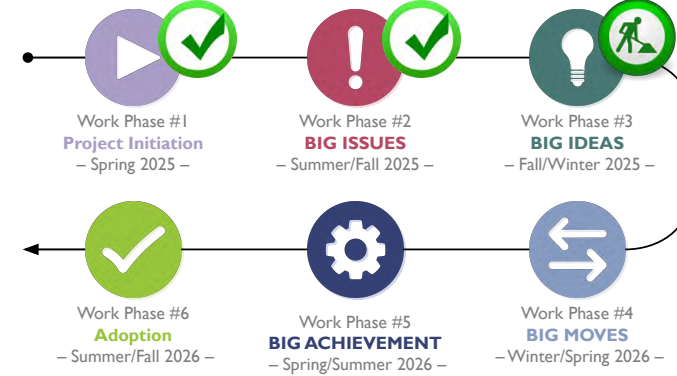 Work Phase #1
Project Initiation
– Spring 2025 –
Work Phase #2
BIG ISSUES
– Summer/Fall 2025 –
Work Phase #3
BIG IDEAS
– Fall/Winter 2025 –
Work Phase #6
Adoption
– Summer/Fall 2026 –
Work Phase #5
BIG ACHIEVEMENT
– Spring/Summer 2026 –
Work Phase #4
BIG MOVES
– Winter/Spring 2026 –